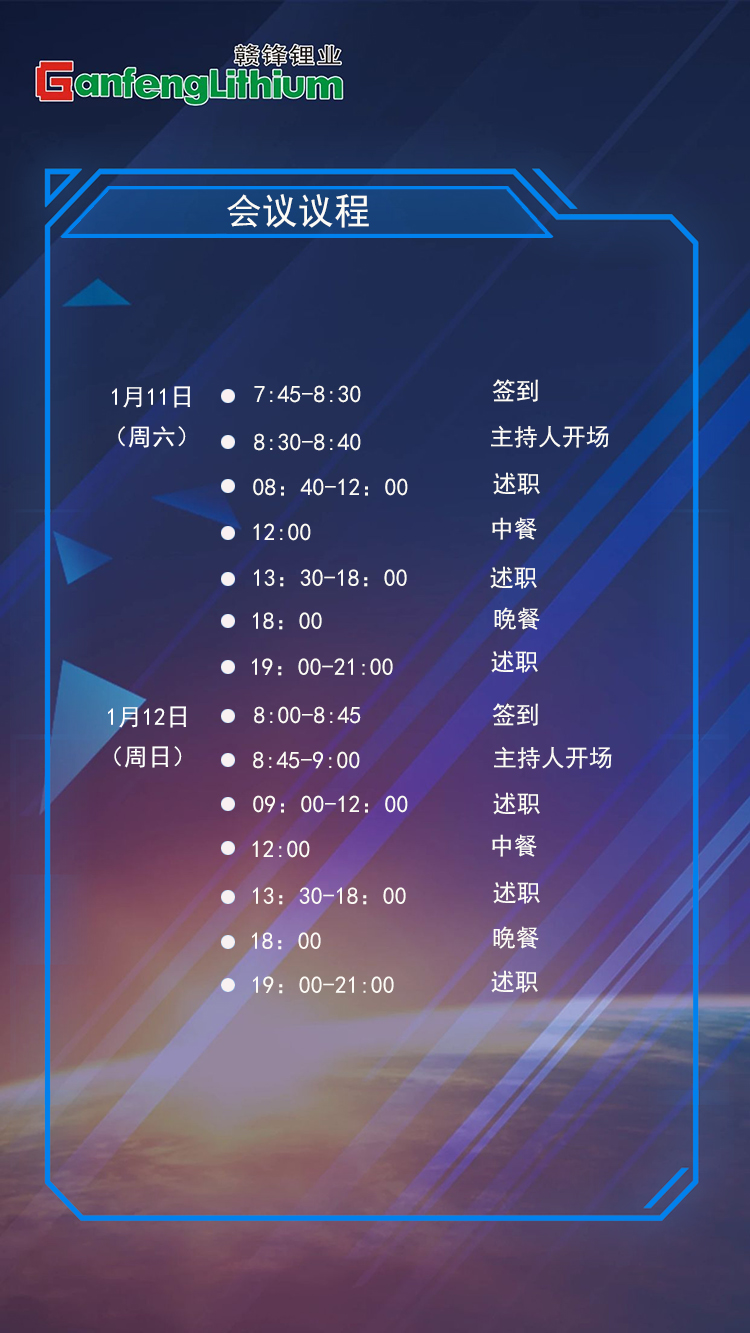 赣锋锂业
GanfengLithium
会议议程
1月11日 7:45-8:30 签到
（周六） 8:30-8:40 主持人开场
08：40-12：00 述职
12:00 中餐
13：30-18：00 述职
18：00 晚餐
19：00-21:00 述职
1月12日 8:00-8:45 签到
（周日） 8:45-9:00 主持人开场
09：00-12：00 述职
12:00 中餐
13：30-18：00 述职
18：00 晚餐
19：00-21:00 述职